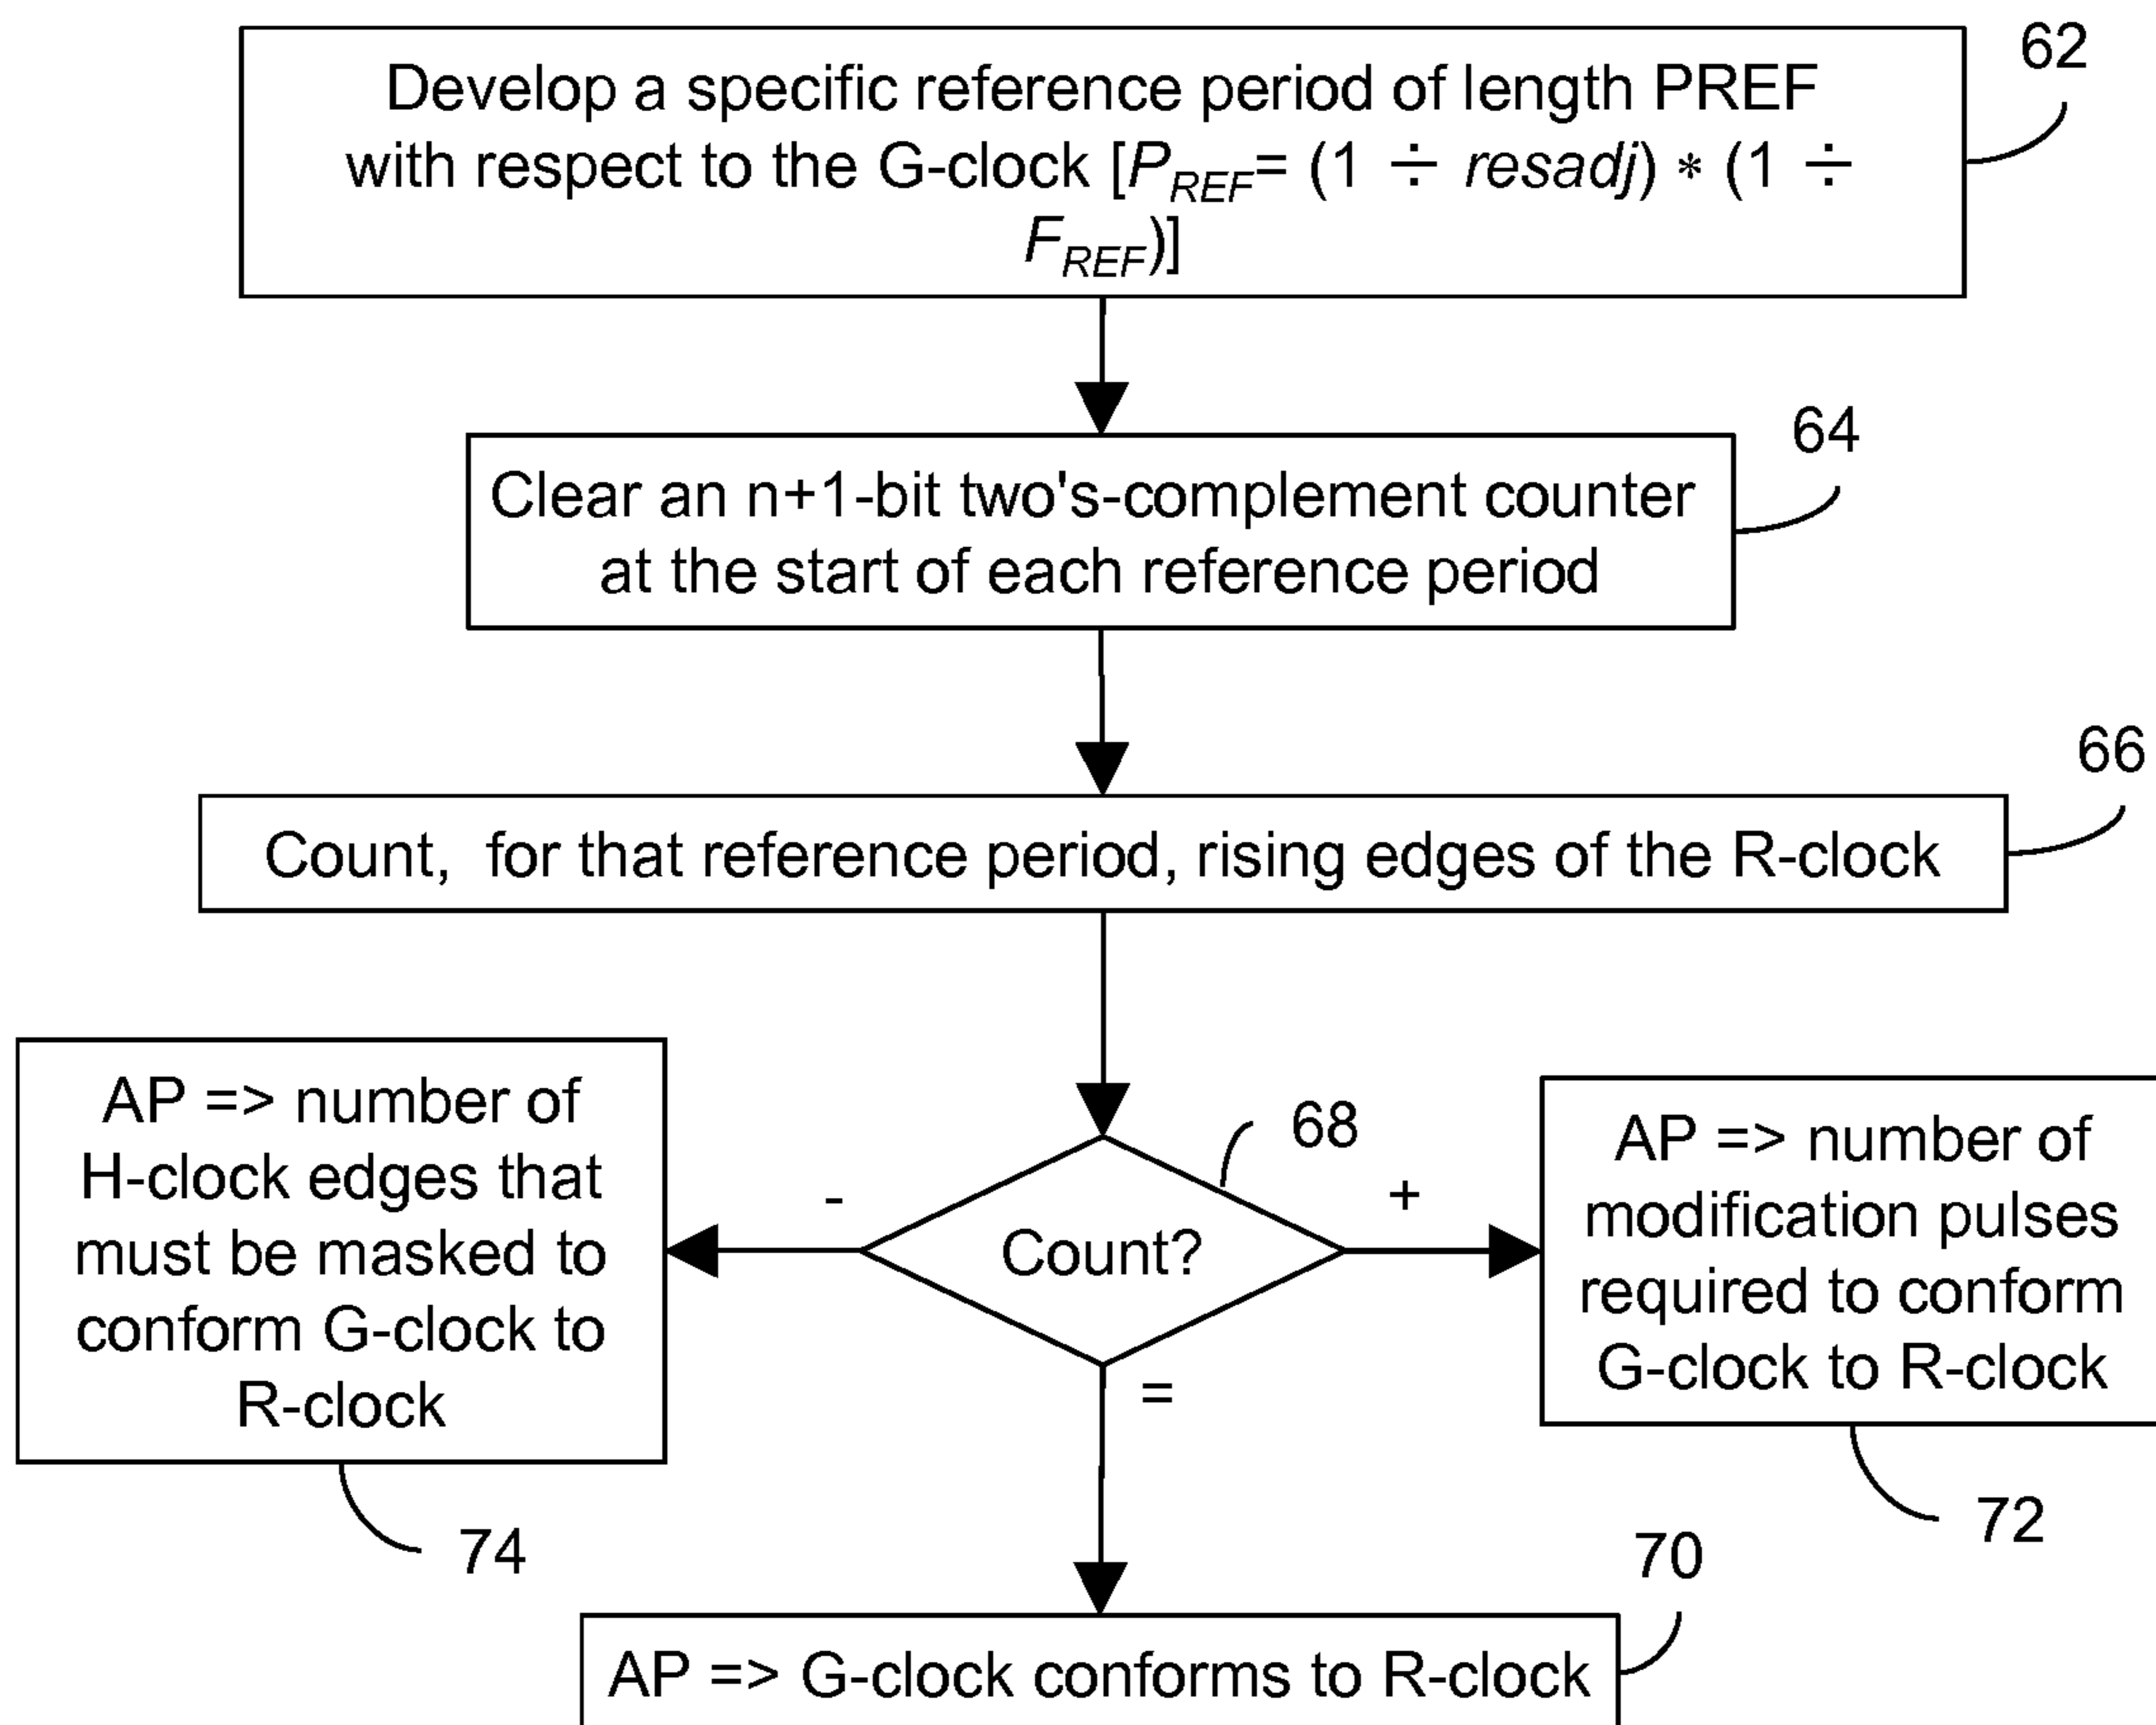 62
Develop a specific reference period of length PREF
with respect to the G-clock [P_REF= (1 ÷ resadj) * (1 ÷
F_REF)]
64
Clear an n+1-bit two's-complement counter
at the start of each reference period
66
Count,  for that reference period, rising edges of the R-clock
68
Count?
-
+
=
AP => number of
H-clock edges that
must be masked to
conform G-clock to
R-clock
74
AP => number of
modification pulses
required to conform
G-clock to R-clock
72
70
AP => G-clock conforms to R-clock